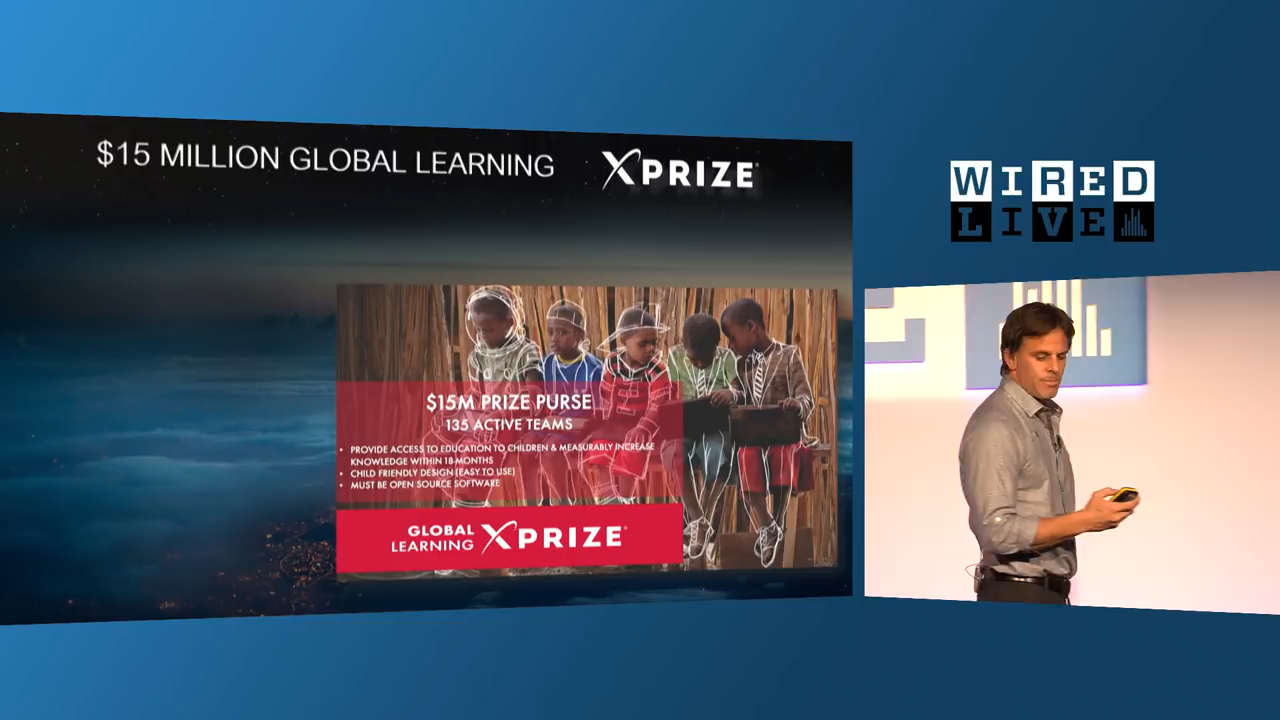 $15 MILLION GLOBAL LEARNING XPRIZE
WIRED
LIVE
$15M PRIZE PURSE
135 ACTIVE TEAMS
• PROVIDE ACCESS TO EDUCATION TO CHILDREN & MEASURABLY INCREASE
KNOWLEDGE WITHIN 18-MONTHS
• CHILD FRIENDLY DESIGN (EASY TO USE)
• MUST BE OPEN SOURCE SOFTWARE
GLOBAL
LEARNING XPRIZE